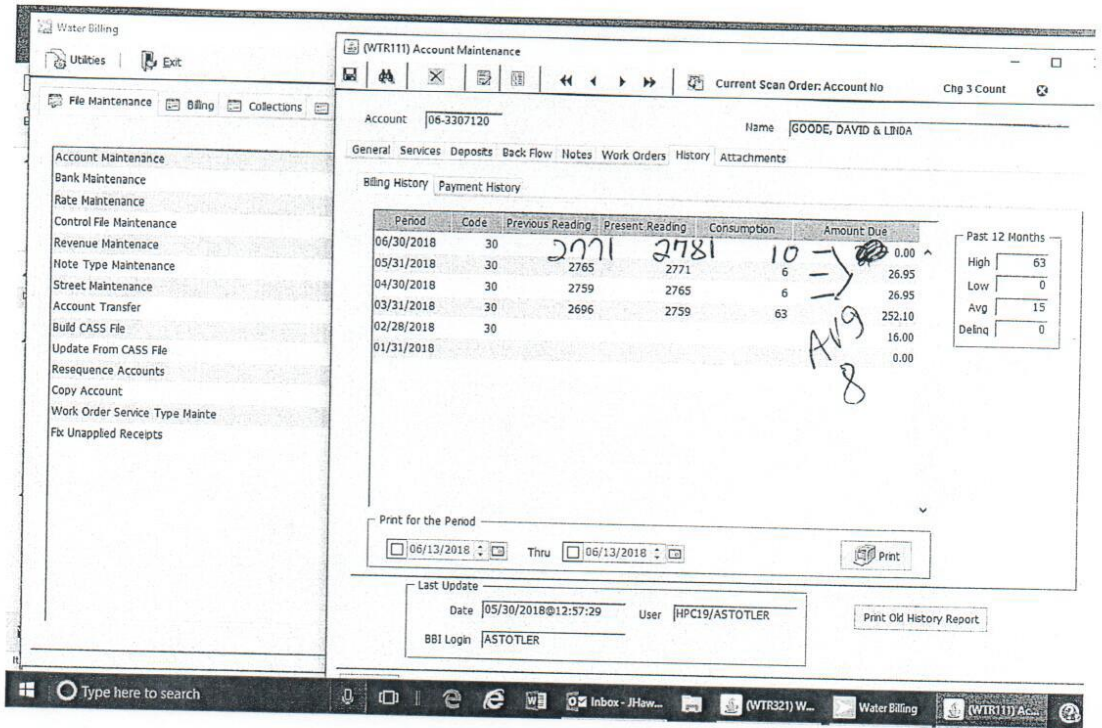 Water Billing
Utilities
Exit
File Maintenance Billing Collections
Account Maintenance
Bank Maintenance
Rate Maintenance
Control File Maintenance
Revenue Maintenace
Note Type Maintenance
Street Maintenance
Account Transfer
Build CASS File
Update From CASS File
Resequence Accounts
Copy Account
Work Order Service Type Mainte
Fix Unapplied Receipts
(WTR111) Account Maintenance
Current Scan Order: Account No Chg 3 Count
Account 06-3307120 Name GOODE, DAVID & LINDA
General Services Deposits Back Flow Notes Work Orders History Attachments
Billing History Payment History
Period Code Previous Reading Present Reading Consumption Amount Due
06/30/2018 30 2771 2781 10 0.00
05/31/2018 30 2765 2771 26.95
04/30/2018 30 2759 2765 6 26.95
03/31/2018 30 2696 2759 63 252.10
02/28/2018 30 16.00
01/31/2018 0.00
AVG
8
Past 12 Months
High 63
Low 0
Avg 15
Delinq 0
Print for the Period
06/13/2018 Thru 06/13/2018 Print
Last Update
Date 05/30/2018@12:57:29 User HPC19/ASTOTLER
BBI Login ASTOTLER
Print Old History Report
Type here to search
Inbox - JHaw...
(WTR321) W...
Water Billing
(WTR111) Ac...